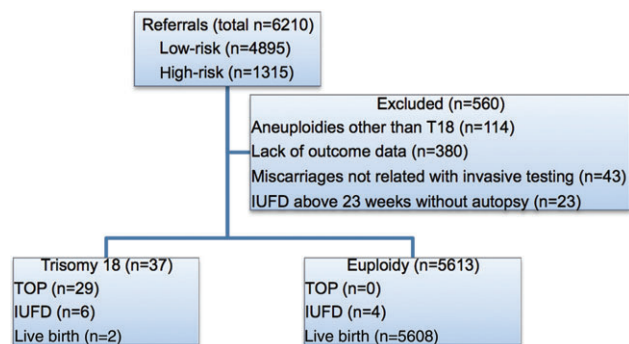 Referrals (total n=6210)
Low-risk (n=4895)
High-risk (n=1315)
Excluded (n=560)
Aneuploidies other than T18 (n=114)
Lack of outcome data (n=380)
Miscarriages not related with invasive testing (n=43)
IUFD above 23 weeks without autopsy (n=23)
Trisomy 18 (n=37)
TOP (n=29)
IUFD (n=6)
Live birth (n=2)
Euploidy (n=5613)
TOP (n=0)
IUFD (n=4)
Live birth (n=5608)